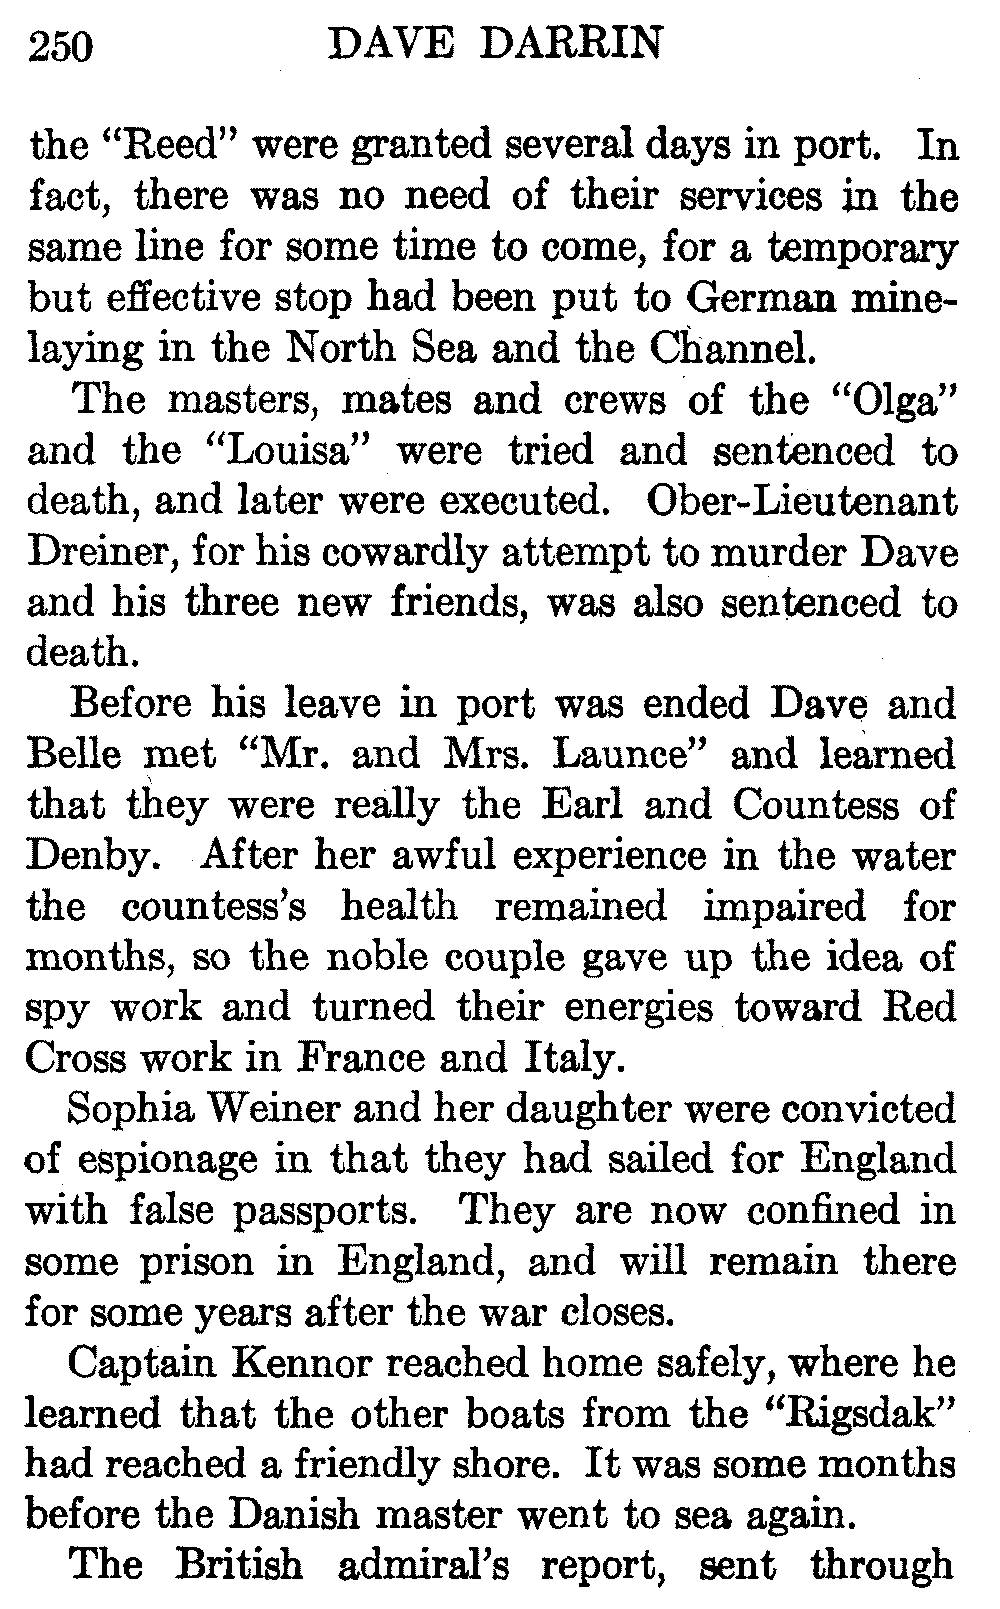 250 DAVE DARRIN
the "Reed" were granted several days in port. In
fact, there was no need of their services in the
same line for some time to come, for a temporary
but effective stop had been put to German mine-
laying in the North Sea and the Channel.
The masters, mates and crews of the "Olga"
and the "Louisa" were tried and sentenced to
death, and later were executed. Ober-Lieutenant
Dreiner, for his cowardly attempt to murder Dave
and his three new friends, was also sentenced to
death.
Before his leave in port was ended Dave and
Belle met "Mr. and Mrs. Launce" and learned
that they were really the Earl and Countess of
Denby. After her awful experience in the water
the countess's health remained impaired for
months, so the noble couple gave up the idea of
spy work and turned their energies toward Red
Cross work in France and Italy.
Sophia Weiner and her daughter were convicted
of espionage in that they had sailed for England
with false passports. They are now confined in
some prison in England, and will remain there
for some years after the war closes.
Captain Kennor reached home safely, where he
learned that the other boats from the "Rigsdak"
had reached a friendly shore. It was some months
before the Danish master went to sea again.
The British admiral's report, sent through